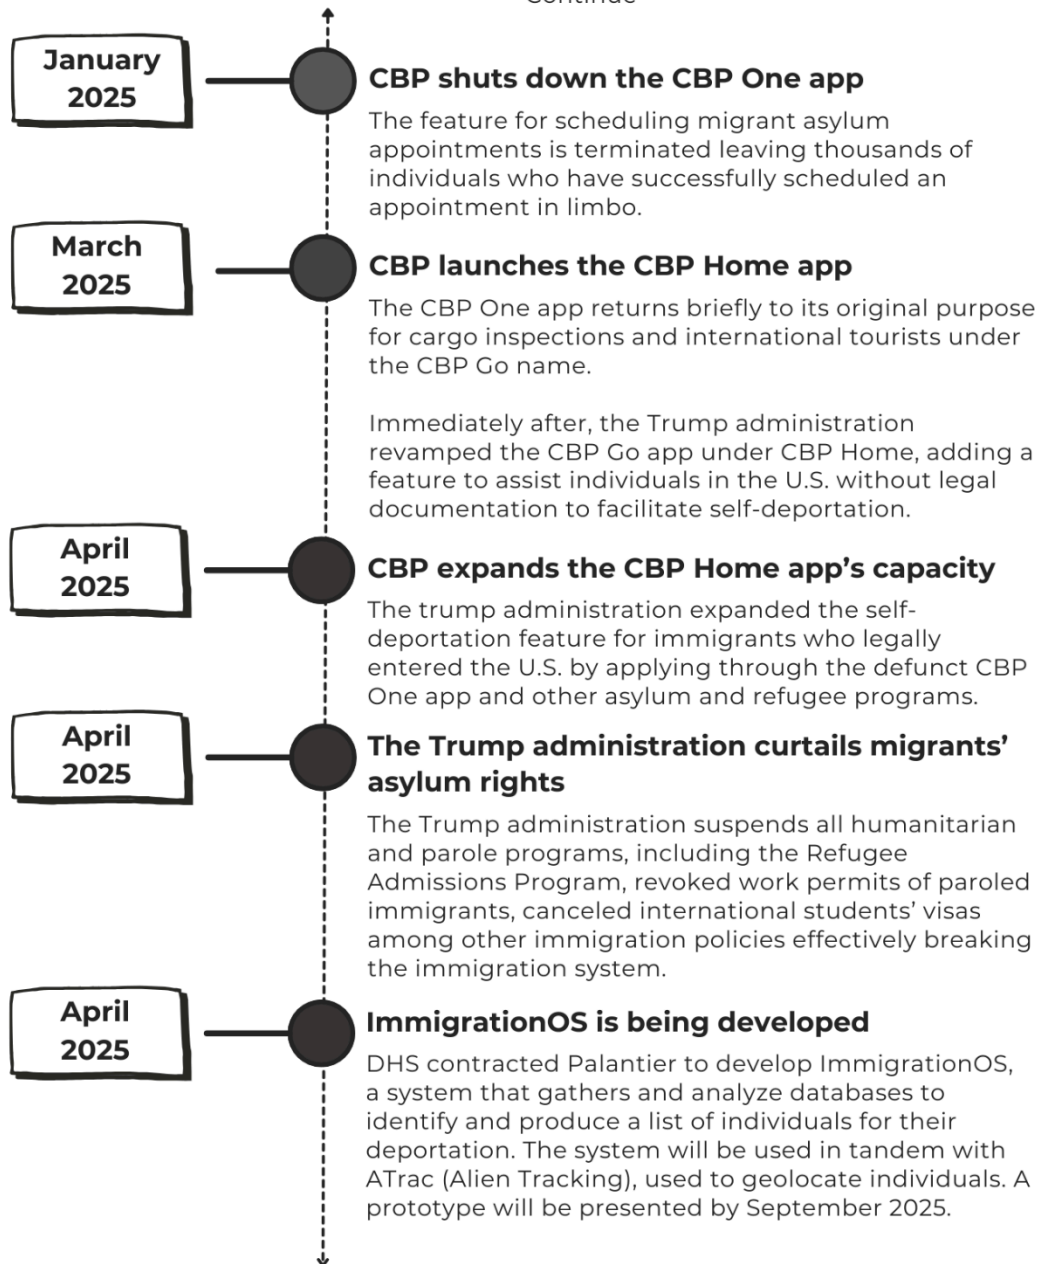 Continue
January
2025
CBP shuts down the CBP One app
The feature for scheduling migrant asylum
appointments is terminated leaving thousands of
individuals who have successfully scheduled an
appointment in limbo.
March
2025
CBP launches the CBP Home app
The CBP One app returns briefly to its original purpose
for cargo inspections and international tourists under
the CBP Go name.
Immediately after, the Trump administration
revamped the CBP Go app under CBP Home, adding a
feature to assist individuals in the U.S. without legal
documentation to facilitate self-deportation.
April
2025
CBP expands the CBP Home app’s capacity
The trump administration expanded the self-
deportation feature for immigrants who legally
entered the U.S. by applying through the defunct CBP
One app and other asylum and refugee programs.
April
2025
The Trump administration curtails migrants’
asylum rights
The Trump administration suspends all humanitarian
and parole programs, including the Refugee
Admissions Program, revoked work permits of paroled
immigrants, canceled international students’ visas
among other immigration policies effectively breaking
the immigration system.
April
2025
ImmigrationOS is being developed
DHS contracted Palantier to develop ImmigrationOS,
a system that gathers and analyze databases to
identify and produce a list of individuals for their
deportation. The system will be used in tandem with
ATrac (Alien Tracking), used to geolocate individuals. A
prototype will be presented by September 2025.